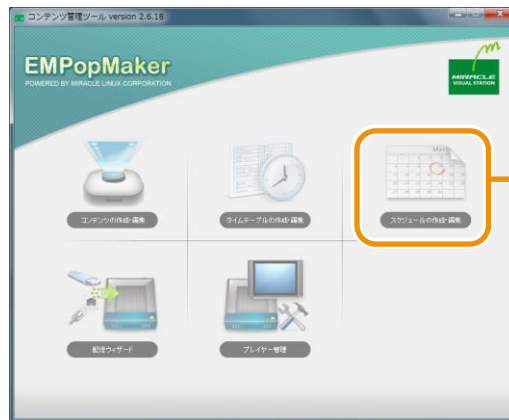 コンテンツ管理ツール version 2.6.18
EMPopMaker
POWERED BY MIRACLE LINUX CORPORATION
MIRACLE
VISUAL STATION
March
コンテンツの作成・編集
タイムテーブルの作成・編集
スケジュールの作成・編集
配信ウィザード
プレイヤー管理